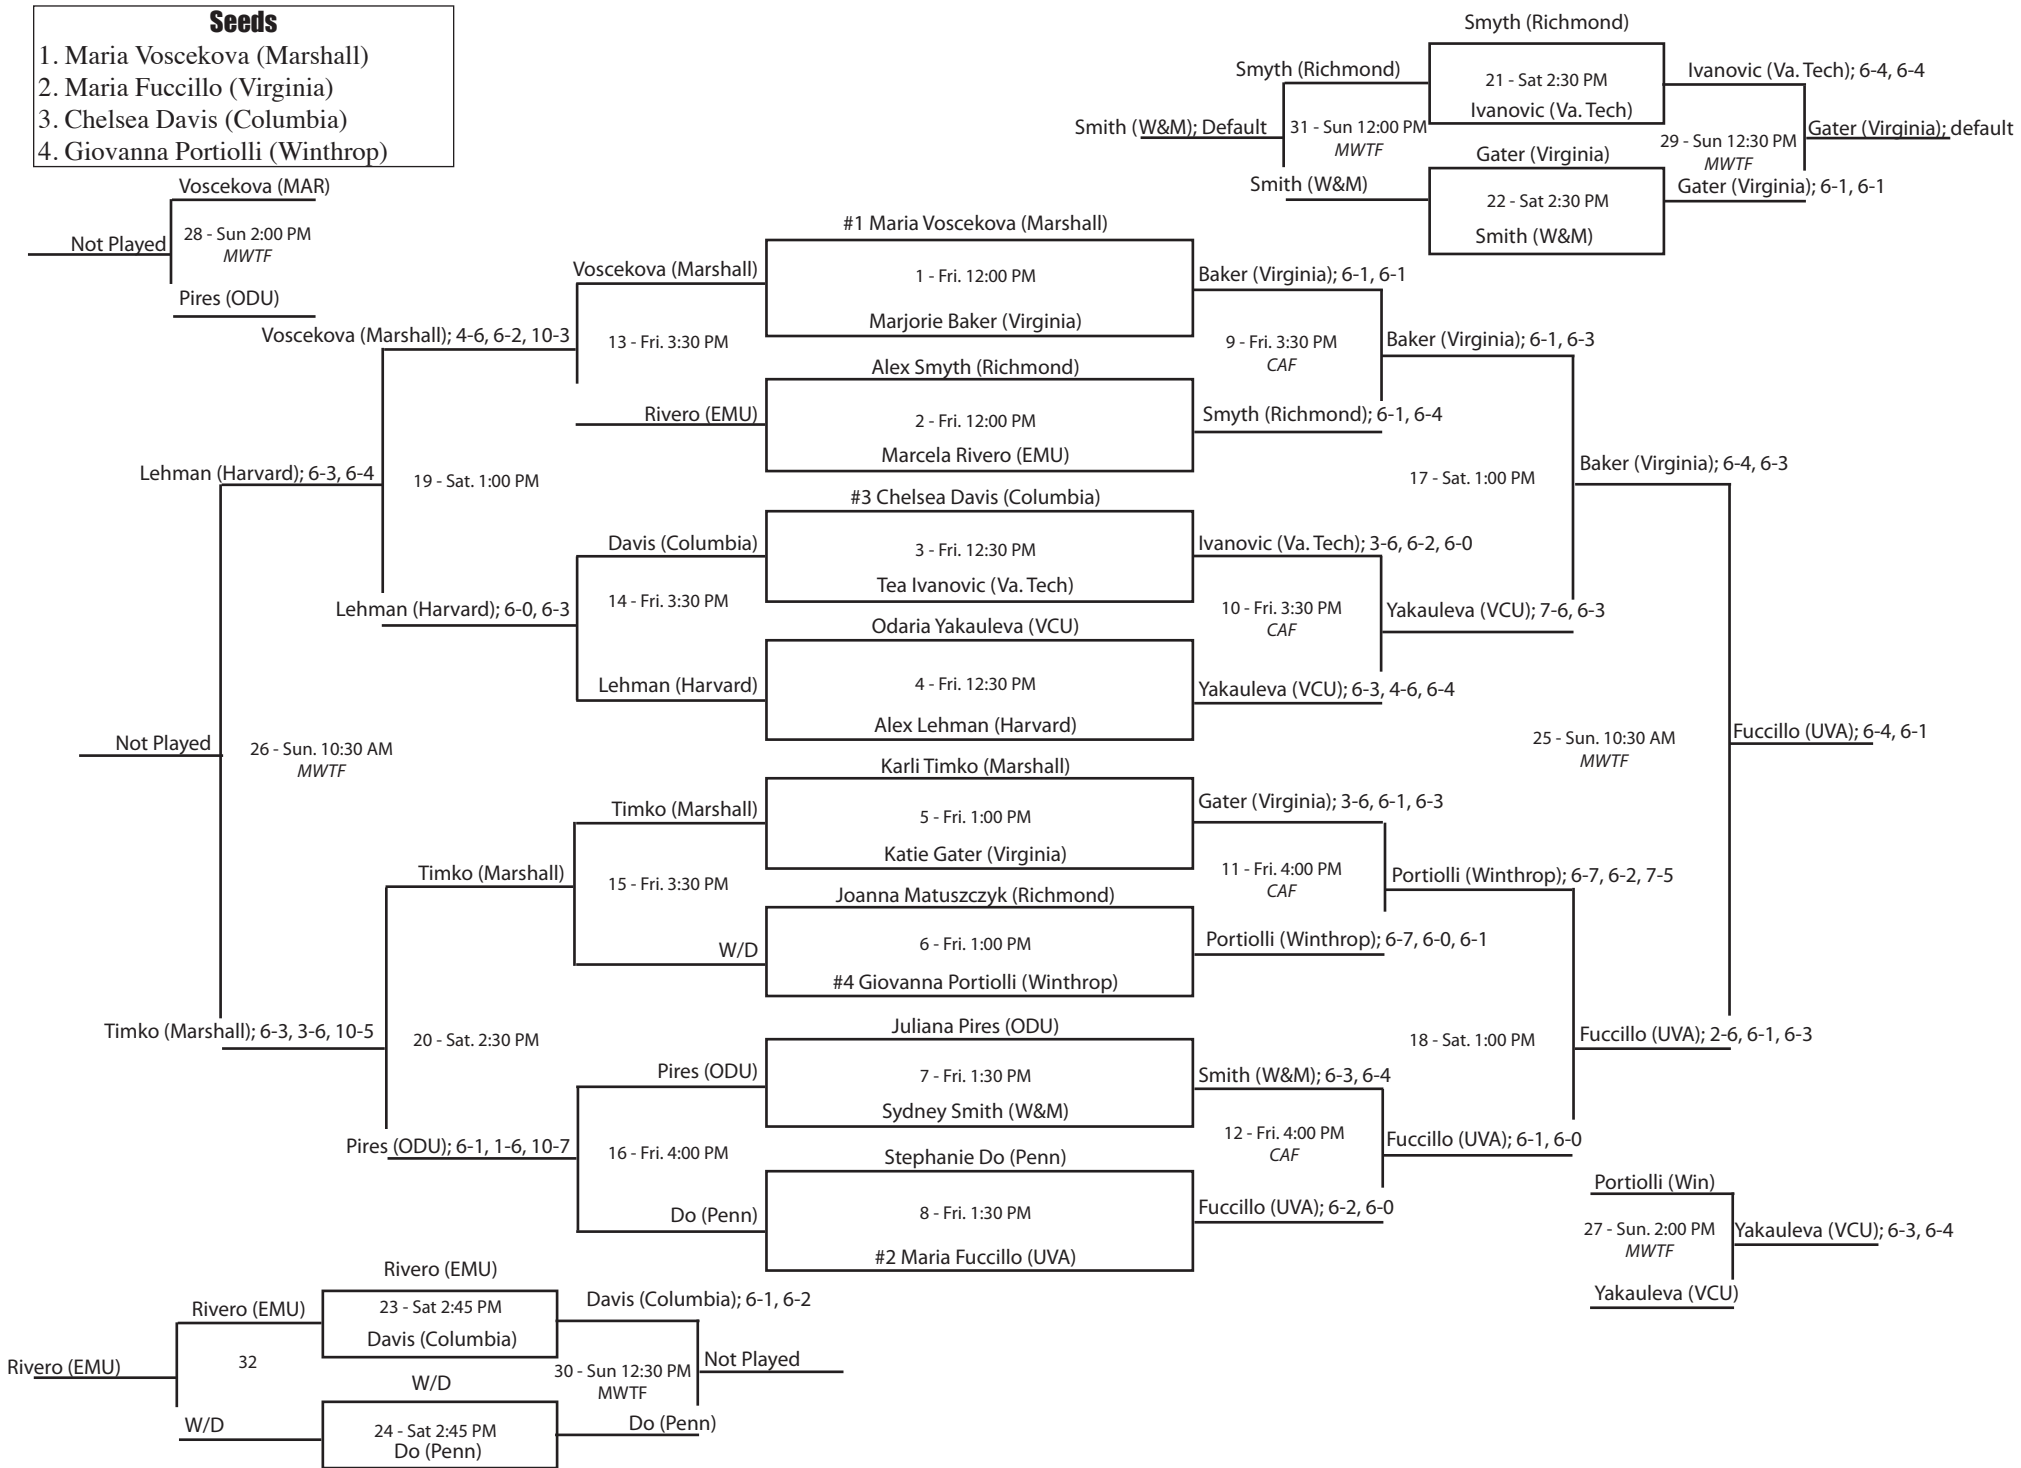 Seeds
1. Maria Voscekova (Marshall)
2. Maria Fuccillo (Virginia)
3. Chelsea Davis (Columbia)
4. Giovanna Portiolli (Winthrop)
Smyth (Richmond)
Smyth (Richmond)
21 - Sat 2:30 PM
Ivanovic (Va. Tech)
Ivanovic (Va. Tech); 6-4, 6-4
Smith (W&M); Default
31 - Sun 12:00 PM
MWTF
29 - Sun 12:30 PM
MWTF
Gater (Virginia); default
Gater (Virginia)
Smith (W&M)
22 - Sat 2:30 PM
Smith (W&M)
Gater (Virginia); 6-1, 6-1
Voscekova (MAR)
Not Played
28 - Sun 2:00 PM
MWTF
Pires (ODU)
#1 Maria Voscekova (Marshall)
Voscekova (Marshall)
1 - Fri. 12:00 PM
Marjorie Baker (Virginia)
Baker (Virginia); 6-1, 6-1
Voscekova (Marshall); 4-6, 6-2, 10-3
13 - Fri. 3:30 PM
9 - Fri. 3:30 PM
CAF
Baker (Virginia); 6-1, 6-3
Alex Smyth (Richmond)
Rivero (EMU)
2 - Fri. 12:00 PM
Marcela Rivero (EMU)
Smyth (Richmond); 6-1, 6-4
Lehman (Harvard); 6-3, 6-4
19 - Sat. 1:00 PM
17 - Sat. 1:00 PM
Baker (Virginia); 6-4, 6-3
#3 Chelsea Davis (Columbia)
Davis (Columbia)
3 - Fri. 12:30 PM
Tea Ivanovic (Va. Tech)
Ivanovic (Va. Tech); 3-6, 6-2, 6-0
Lehman (Harvard); 6-0, 6-3
14 - Fri. 3:30 PM
10 - Fri. 3:30 PM
CAF
Yakauleva (VCU); 7-6, 6-3
Odaria Yakauleva (VCU)
Lehman (Harvard)
4 - Fri. 12:30 PM
Alex Lehman (Harvard)
Yakauleva (VCU); 6-3, 4-6, 6-4
Not Played
26 - Sun. 10:30 AM
MWTF
25 - Sun. 10:30 AM
MWTF
Fuccillo (UVA); 6-4, 6-1
Karli Timko (Marshall)
Timko (Marshall)
5 - Fri. 1:00 PM
Katie Gater (Virginia)
Gater (Virginia); 3-6, 6-1, 6-3
Timko (Marshall)
15 - Fri. 3:30 PM
11 - Fri. 4:00 PM
CAF
Portiolli (Winthrop); 6-7, 6-2, 7-5
Joanna Matuszczyk (Richmond)
W/D
6 - Fri. 1:00 PM
#4 Giovanna Portiolli (Winthrop)
Portiolli (Winthrop); 6-7, 6-0, 6-1
Timko (Marshall); 6-3, 3-6, 10-5
20 - Sat. 2:30 PM
18 - Sat. 1:00 PM
Fuccillo (UVA); 2-6, 6-1, 6-3
Juliana Pires (ODU)
Pires (ODU)
7 - Fri. 1:30 PM
Sydney Smith (W&M)
Smith (W&M); 6-3, 6-4
Pires (ODU); 6-1, 1-6, 10-7
16 - Fri. 4:00 PM
12 - Fri. 4:00 PM
CAF
Fuccillo (UVA); 6-1, 6-0
Stephanie Do (Penn)
Do (Penn)
8 - Fri. 1:30 PM
#2 Maria Fuccillo (UVA)
Fuccillo (UVA); 6-2, 6-0
Portiolli (Win)
27 - Sun. 2:00 PM
MWTF
Yakauleva (VCU); 6-3, 6-4
Yakauleva (VCU)
Rivero (EMU)
Rivero (EMU)
23 - Sat 2:45 PM
Davis (Columbia)
Davis (Columbia); 6-1, 6-2
Rivero (EMU)
32
30 - Sun 12:30 PM
MWTF
Not Played
W/D
W/D
24 - Sat 2:45 PM
Do (Penn)
Do (Penn)